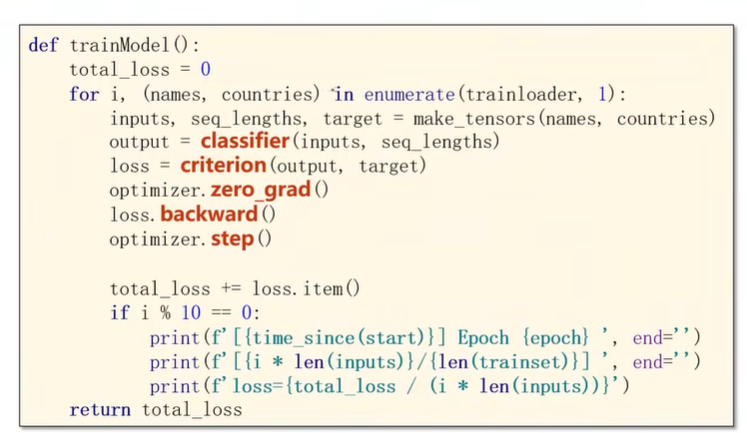 def trainModel():
    total_loss = 0
    for i, (names, countries) in enumerate(trainloader, 1):
        inputs, seq_lengths, target = make_tensors(names, countries)
        output = classifier(inputs, seq_lengths)
        loss = criterion(output, target)
        optimizer.zero_grad()
        loss.backward()
        optimizer.step()

        total_loss += loss.item()
        if i % 10 == 0:
            print(f'[{time_since(start)}] Epoch {epoch} ', end='')
            print(f'[{i * len(inputs)}/{len(trainset)}] ', end='')
            print(f'loss={total_loss / (i * len(inputs))}')
    return total_loss